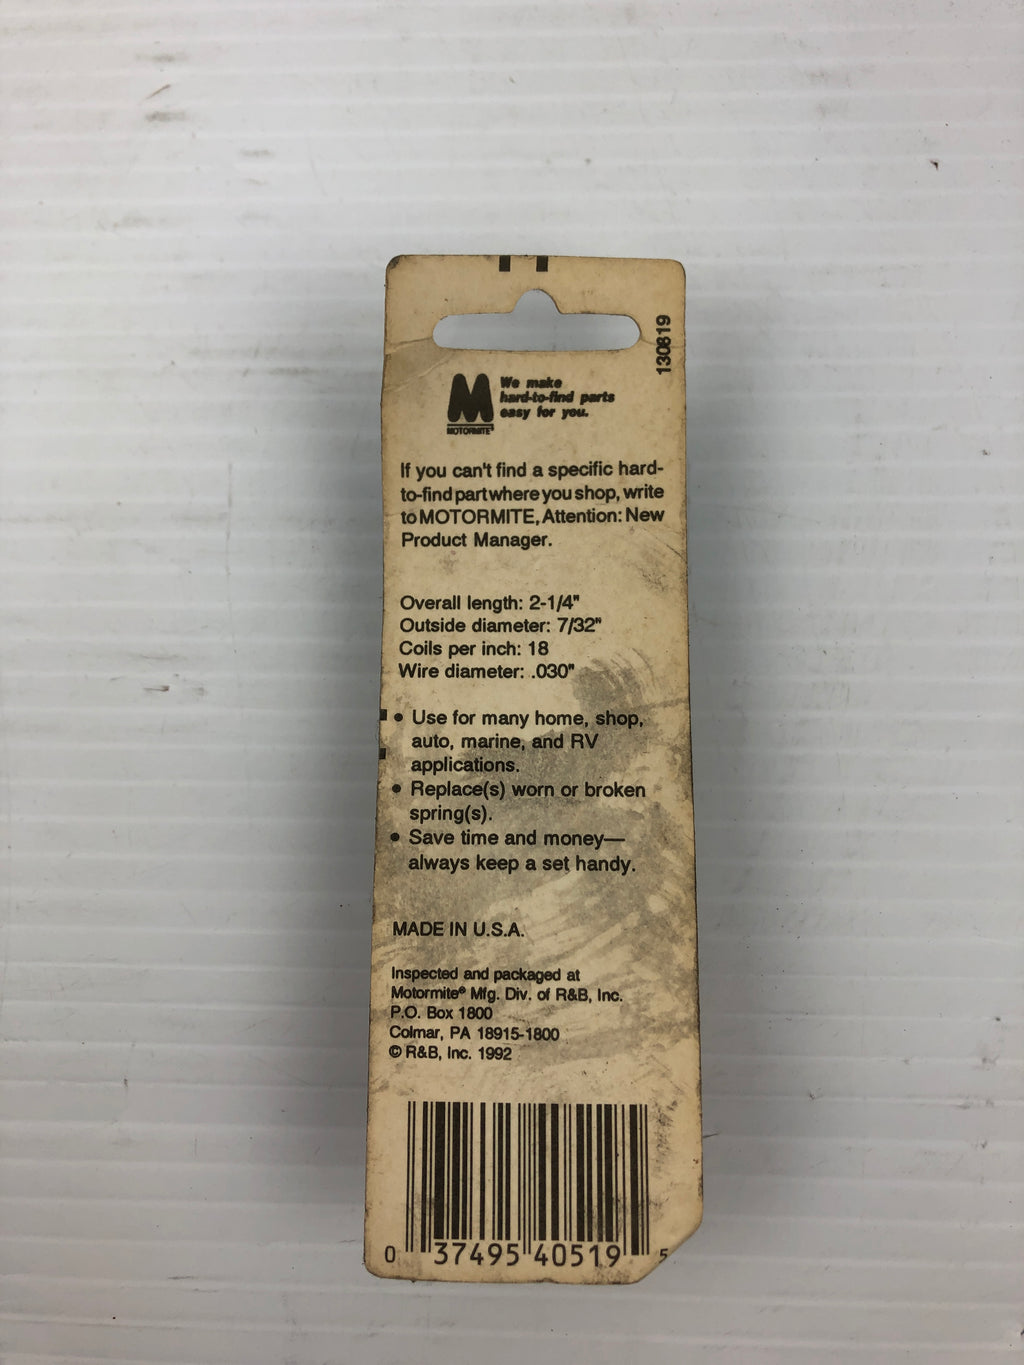 130819
We make
hard-to-find parts
easy for you.
MOTORMITE®
If you can't find a specific hard-
to-find part where you shop, write
to MOTORMITE, Attention: New
Product Manager.
Overall length: 2-1/4"
Outside diameter: 7/32"
Coils per inch: 18
Wire diameter: .030"
• Use for many home, shop,
auto, marine, and RV
applications.
• Replace(s) worn or broken
spring(s).
• Save time and money—
always keep a set handy.
MADE IN U.S.A.
Inspected and packaged at
Motormite® Mfg. Div. of R&B, Inc.
P.O. Box 1800
Colmar, PA 18915-1800
© R&B, Inc. 1992
0 37495 40519 5